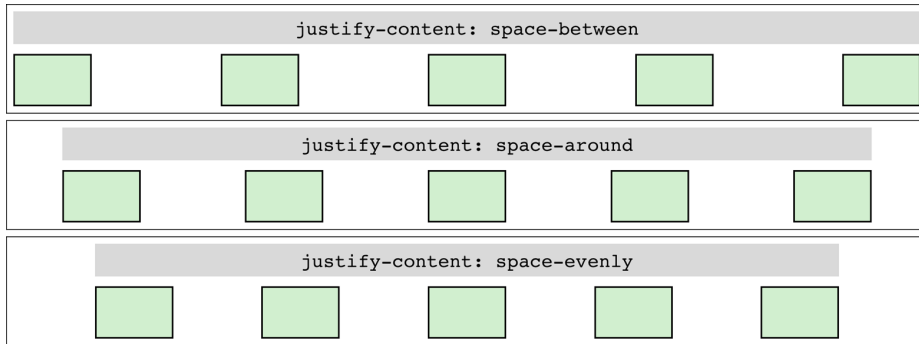 justify-content: space-between
justify-content: space-around
justify-content: space-evenly